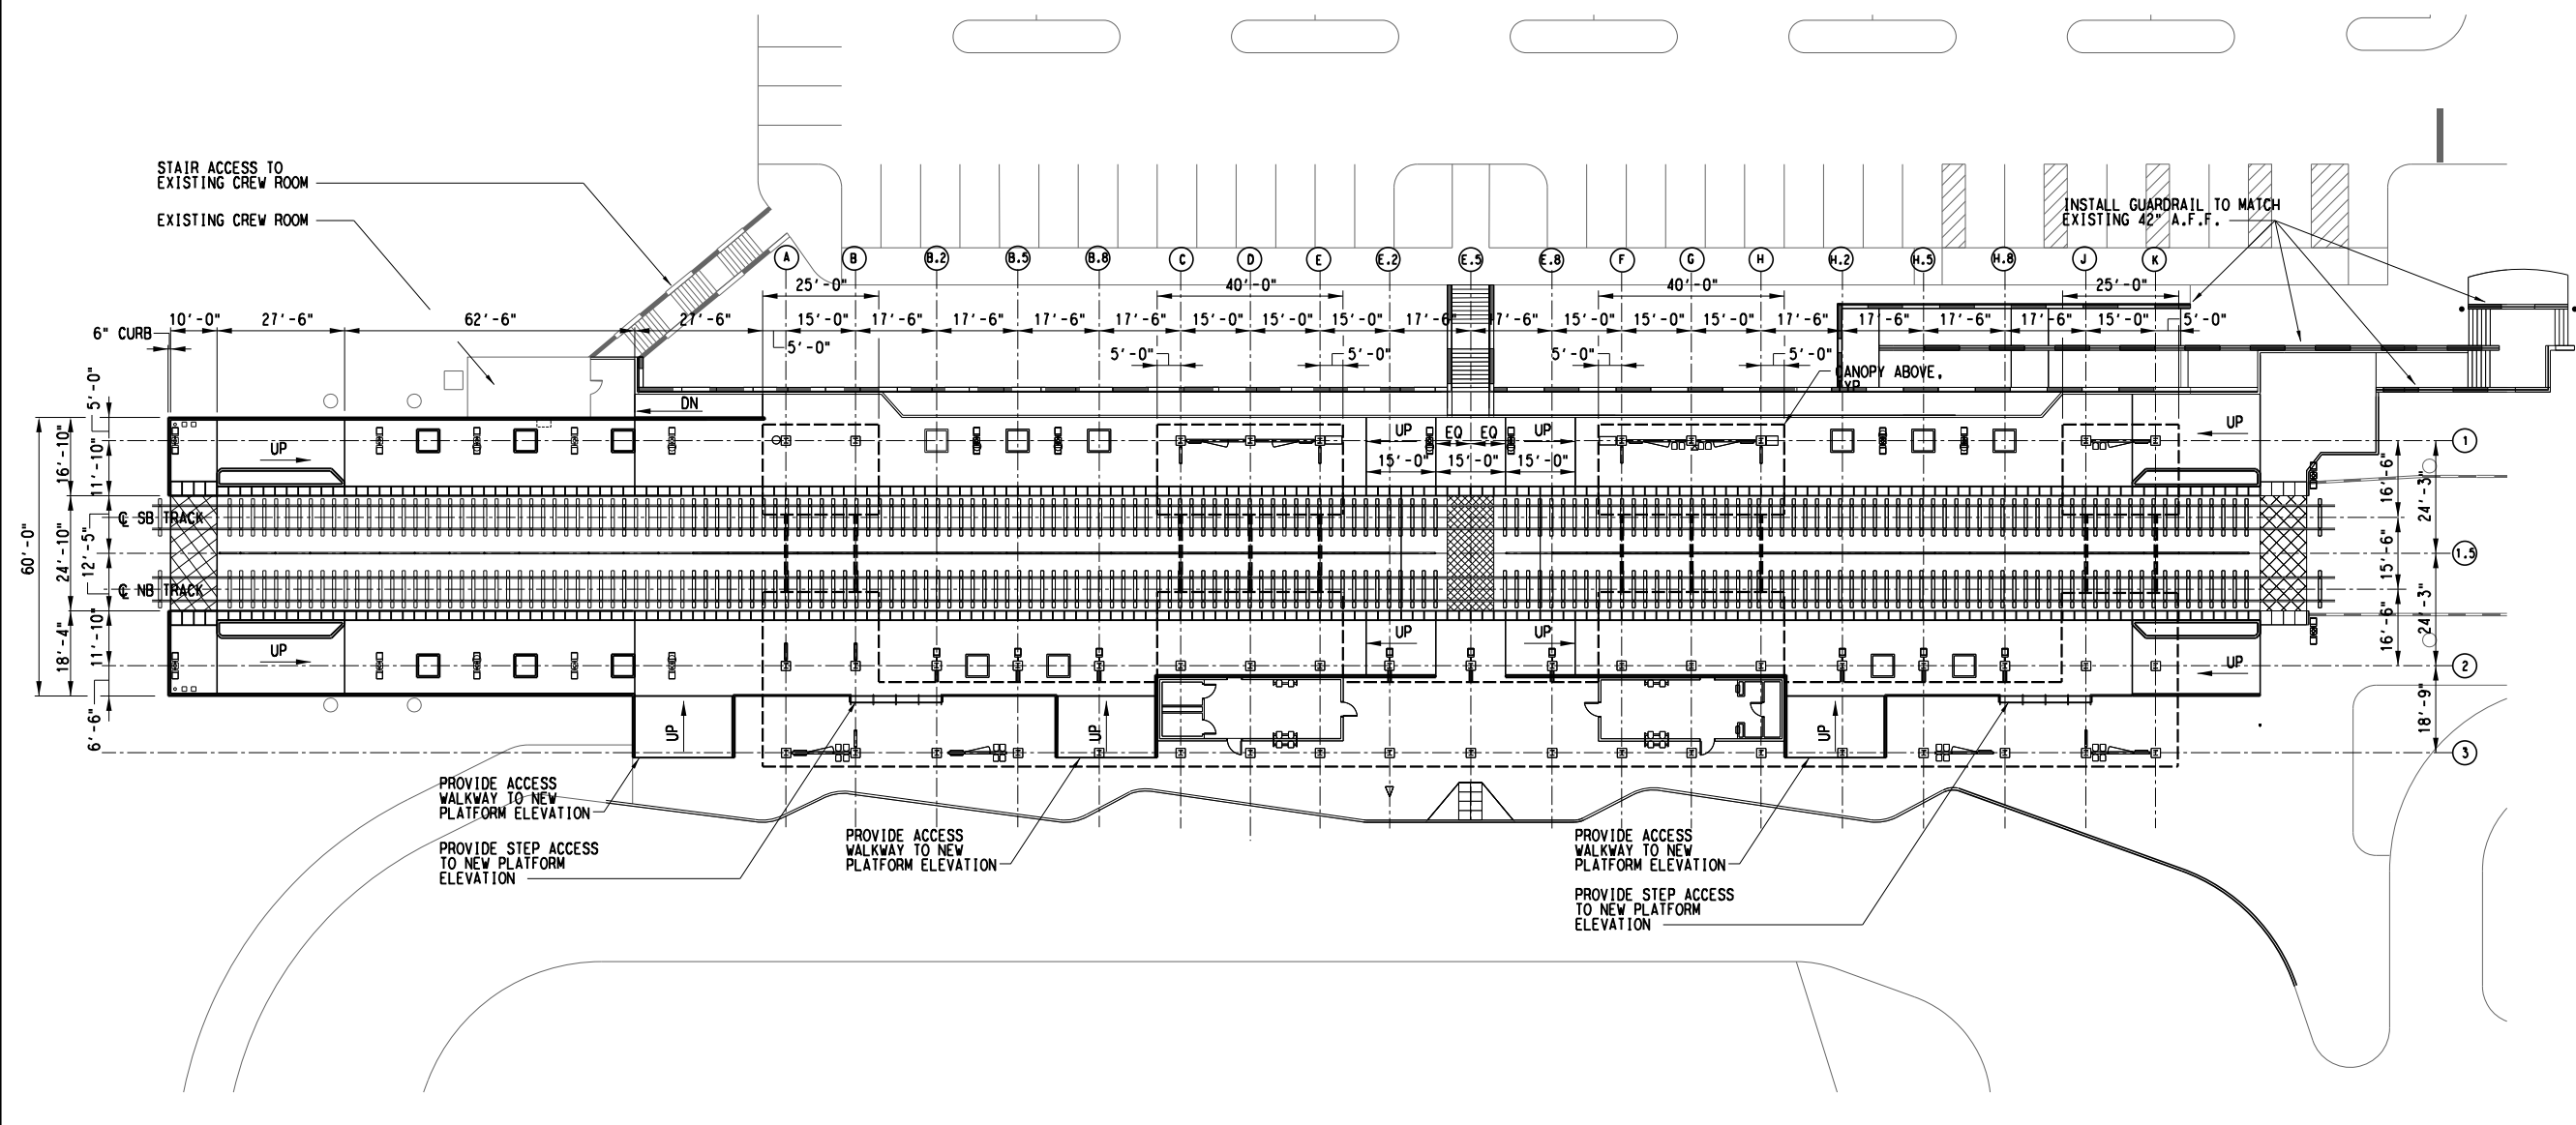 STAIR ACCESS TO
EXISTING CREW ROOM
EXISTING CREW ROOM
INSTALL GUARDRAIL TO MATCH
EXISTING 42" A.F.F.
A B B.2 B.5 B.8 C D E E.2 E.5 E.8 F G H H.2 H.5 H.8 J K
25'-0" 40'-0" 40'-0" 25'-0"
6" CURB 10'-0" 27'-6" 62'-6" 27'-6" 15'-0" 17'-6" 17'-6" 17'-6" 17'-6" 15'-0" 15'-0" 15'-0" 17'-6" 17'-6" 15'-0" 15'-0" 15'-0" 17'-6" 17'-6" 17'-6" 17'-6" 15'-0" 5'-0"
5'-0" 5'-0" 5'-0" 5'-0" 5'-0"
CANOPY ABOVE,
DN
UP UP EQ EQ UP UP
15'-0" 15'-0" 15'-0"
1
5'-0"
16'-10"
11'-10"
60'-0"
24'-10"
12'-5"
18'-4"
11'-10"
6'-6"
℄ SB TRACK
℄ NB TRACK
16'-6"
24'-3"
15'-6"
1.5
24'-3"
16'-6"
18'-9"
UP UP UP UP
2
UP UP UP
3
PROVIDE ACCESS
WALKWAY TO NEW
PLATFORM ELEVATION
PROVIDE STEP ACCESS
TO NEW PLATFORM
ELEVATION
PROVIDE ACCESS
WALKWAY TO NEW
PLATFORM ELEVATION
PROVIDE ACCESS
WALKWAY TO NEW
PLATFORM ELEVATION
PROVIDE STEP ACCESS
TO NEW PLATFORM
ELEVATION